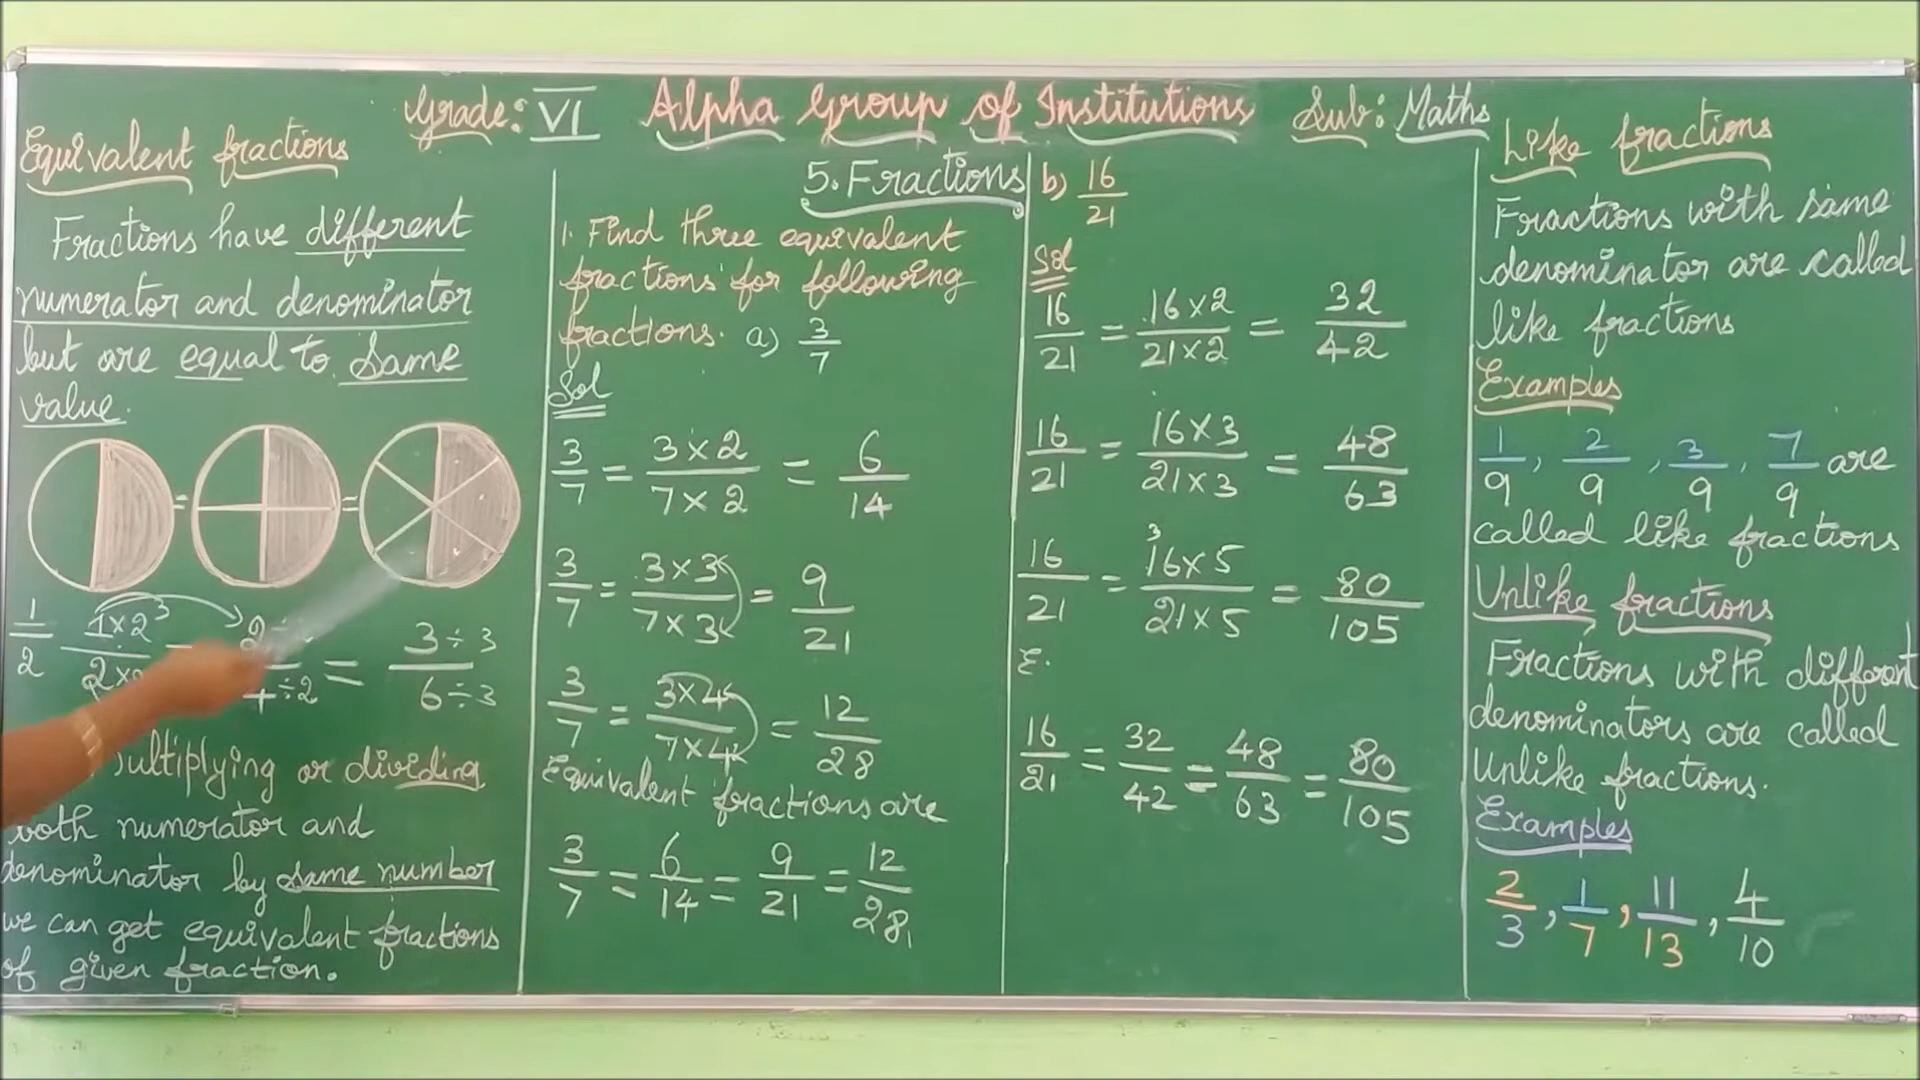 Grade: VI Alpha Group of Institutions Sub: Maths
5. Fractions
Equivalent fractions
Fractions have different
numerator and denominator
but are equal to same
value.
= =
1/2 1×2/2 = = 3÷3/6÷3
or dividing
numerator and
denominator by same number
we can get equivalent fractions
of given fraction.
1. Find three equivalent
fractions for following
fractions. a) 3/7
Sol
3/7 = 3×2/7×2 = 6/14
3/7 = 3×3/7×3 = 9/21
3/7 = 3×4/7×4 = 12/28
Equivalent fractions are
3/7 = 6/14 = 9/21 = 12/28
b) 16/21
Sol
16/21 = 16×2/21×2 = 32/42
16/21 = 16×3/21×3 = 48/63
16/21 = 16×5/21×5 = 80/105
E.
16/21 = 32/42 = 48/63 = 80/105
Like fractions
Fractions with same
denominator are called
like fractions
Examples
1/9, 2/9, 3/9, 7/9 are
called like fractions
Unlike fractions
Fractions with different
denominators are called
Unlike fractions.
Examples
2/3, 1/7, 11/13, 4/10